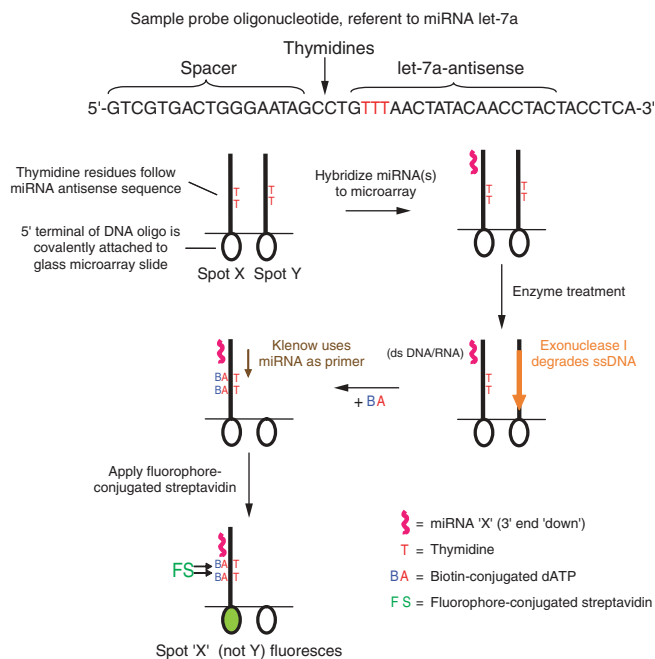 Sample probe oligonucleotide, referent to miRNA let-7a
Thymidines
Spacer
let-7a-antisense
5'-GTCGTGACTGGGAATAGCCTGTTTAACTATACAACCTACTACCTCA-3'
Thymidine residues follow
miRNA antisense sequence
T
T
T
T
Hybridize miRNA(s)
to microarray
T
T
T
T
5' terminal of DNA oligo is
covalently attached to
glass microarray slide
Spot X
Spot Y
Enzyme treatment
Klenow uses
miRNA as primer
BA T
BA T
+ BA
(ds DNA/RNA)
T
T
Exonuclease I
degrades ssDNA
Apply fluorophore-
conjugated streptavidin
FS
BA T
BA T
Spot 'X' (not Y) fluoresces
= miRNA 'X' (3' end 'down')
T = Thymidine
BA = Biotin-conjugated dATP
FS = Fluorophore-conjugated streptavidin